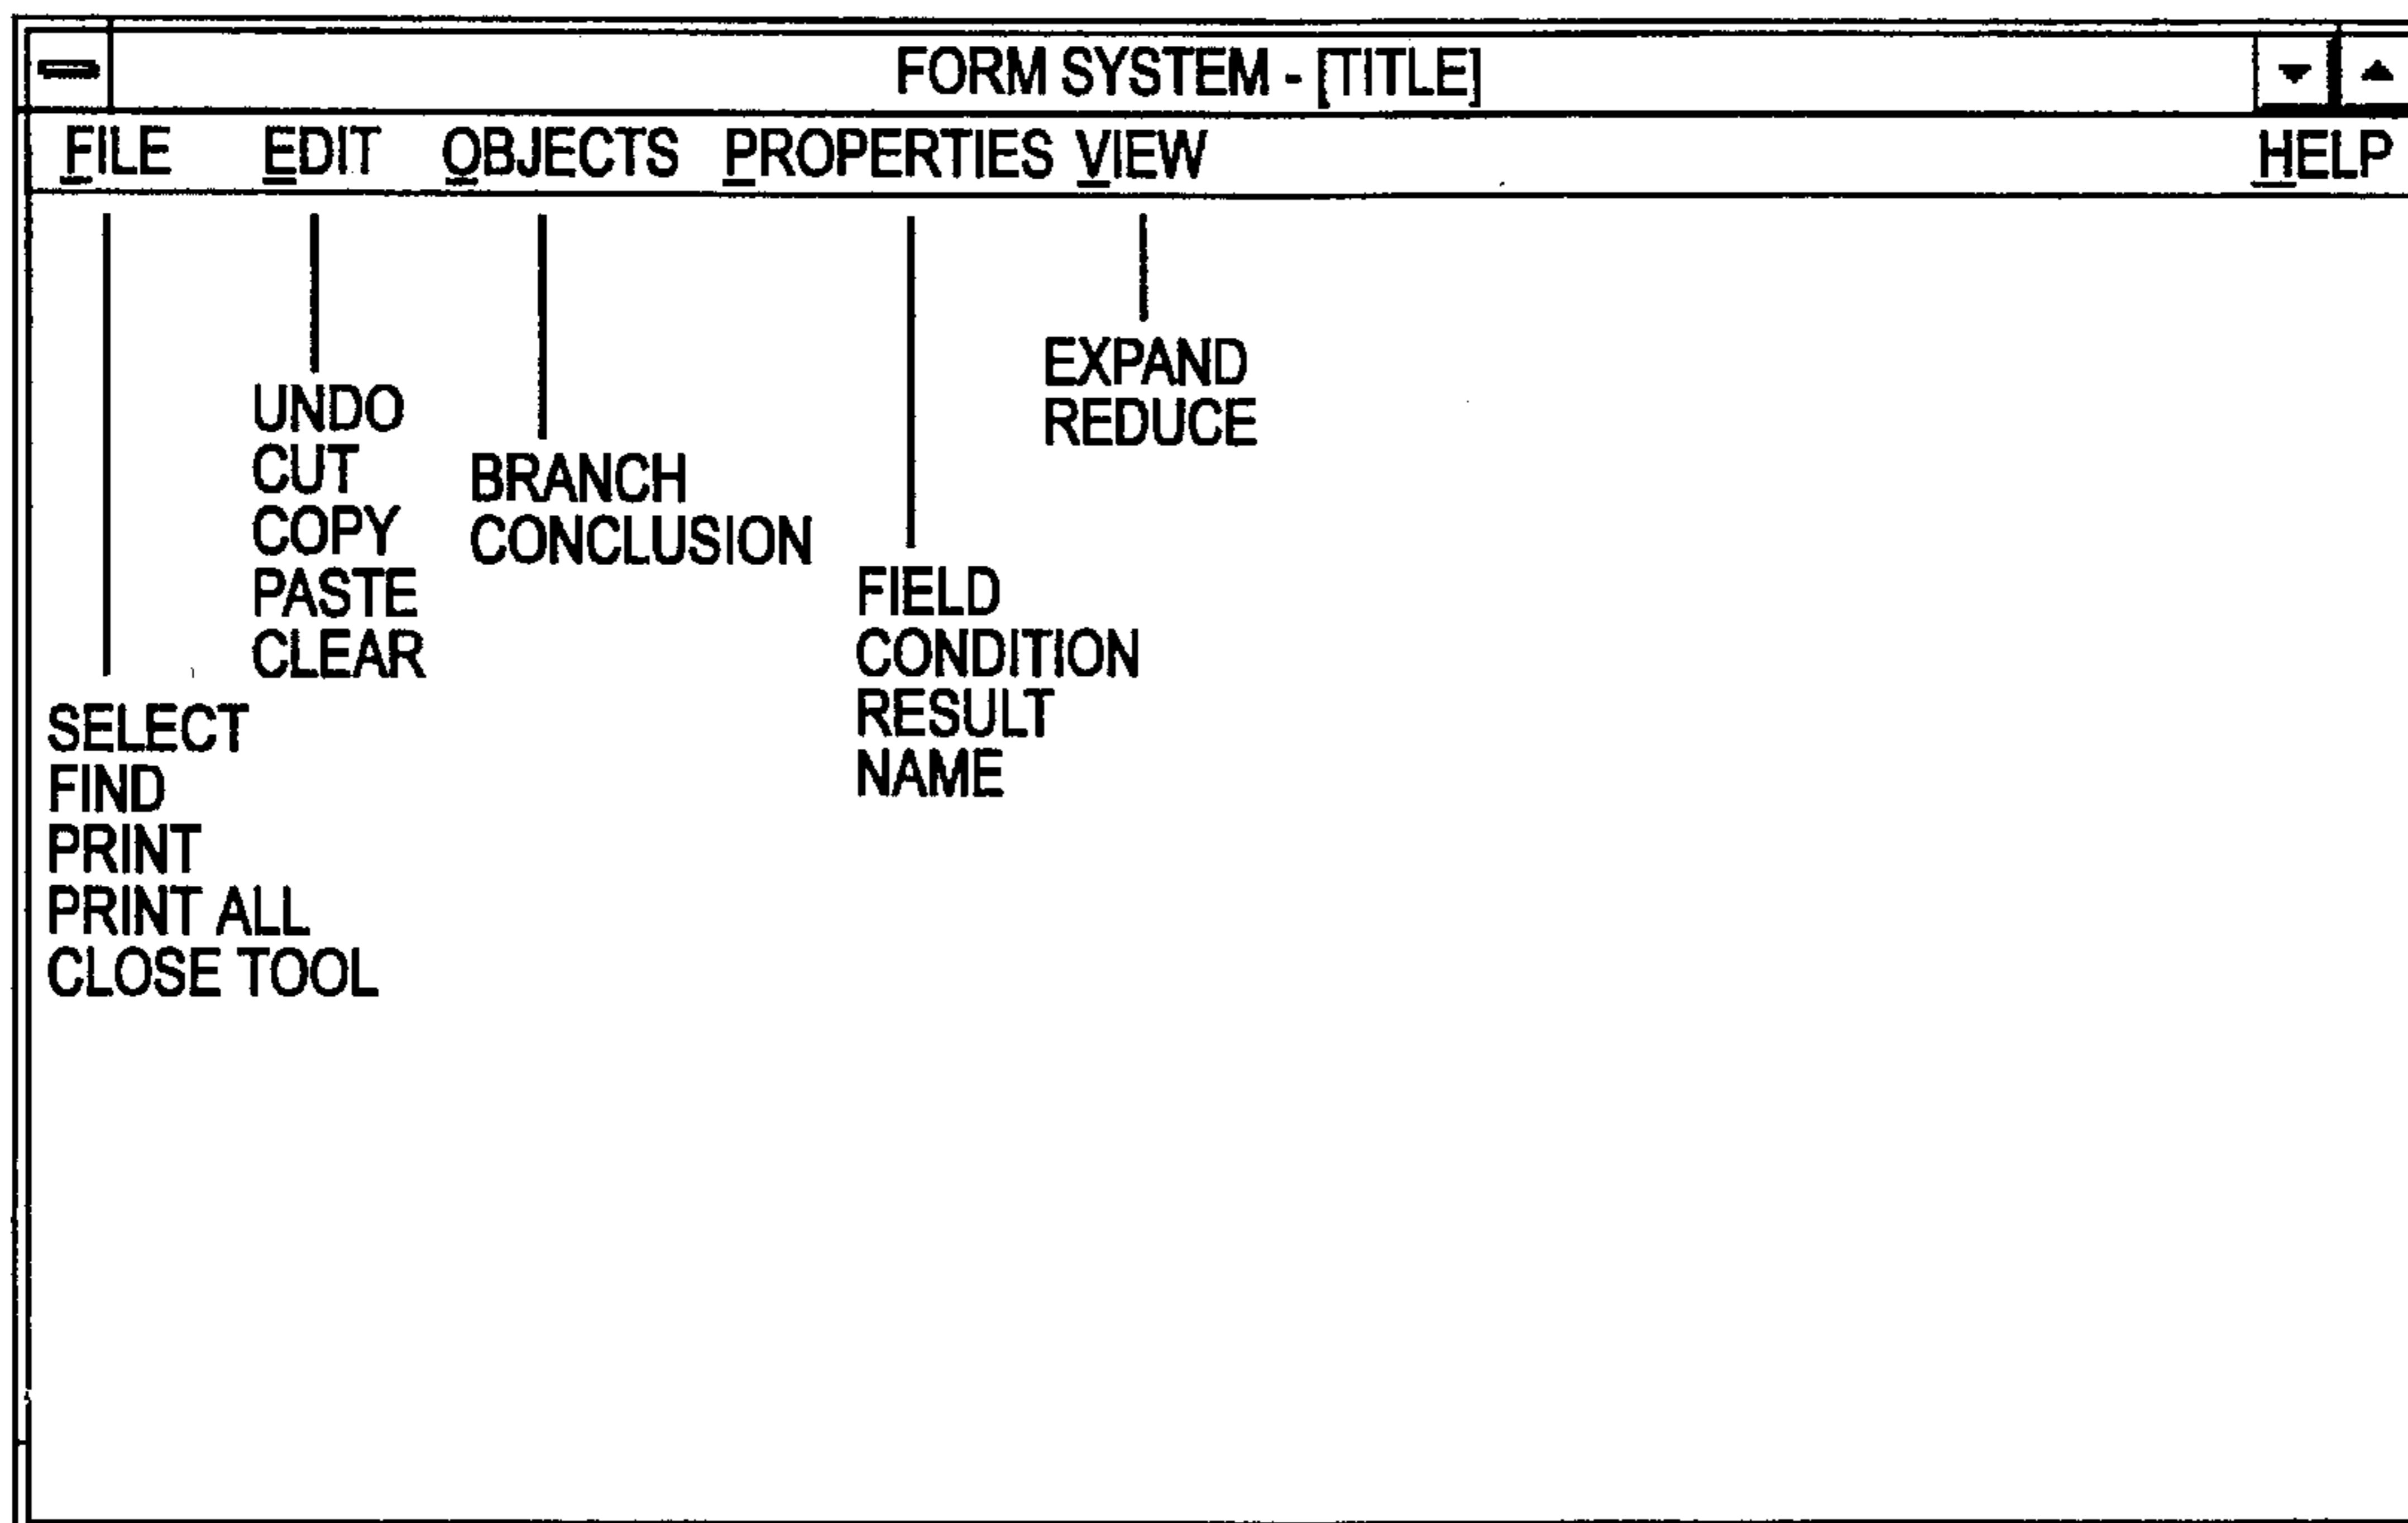 FORM SYSTEM - [TITLE]
FILE EDIT OBJECTS PROPERTIES VIEW HELP
SELECT
FIND
PRINT
PRINT ALL
CLOSE TOOL
UNDO
CUT
COPY
PASTE
CLEAR
BRANCH
CONCLUSION
FIELD
CONDITION
RESULT
NAME
EXPAND
REDUCE